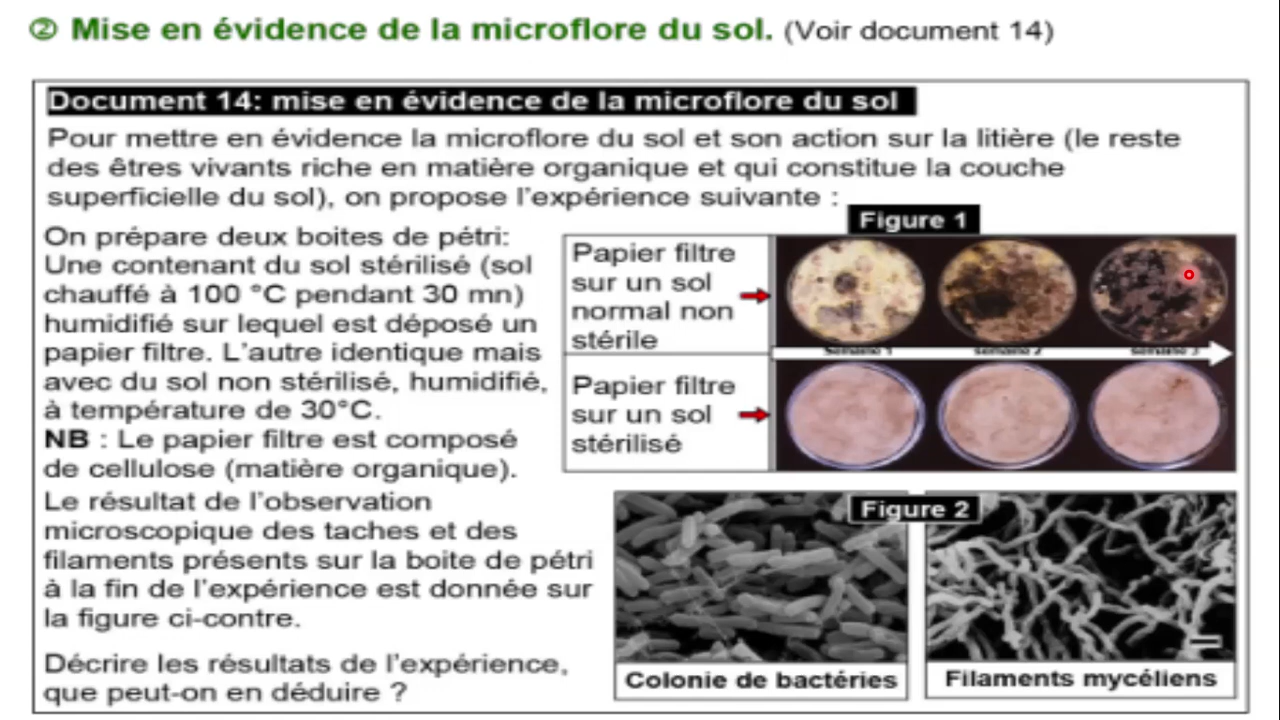 ② Mise en évidence de la microflore du sol. (Voir document 14)
Document 14: mise en évidence de la microflore du sol
Pour mettre en évidence la microflore du sol et son action sur la litière (le reste
des êtres vivants riche en matière organique et qui constitue la couche
superficielle du sol), on propose l'expérience suivante :
On prépare deux boites de pétri:
Une contenant du sol stérilisé (sol
chauffé à 100 °C pendant 30 mn)
humidifié sur lequel est déposé un
papier filtre. L'autre identique mais
avec du sol non stérilisé, humidifié,
à température de 30°C.
NB : Le papier filtre est composé
de cellulose (matière organique).
Figure 1
Papier filtre
sur un sol
normal non
stérile
semaine 1 semaine 2 semaine 3
Papier filtre
sur un sol
stérilisé
Le résultat de l'observation
microscopique des taches et des
filaments présents sur la boite de pétri
à la fin de l'expérience est donnée sur
la figure ci-contre.
Décrire les résultats de l'expérience,
que peut-on en déduire ?
Figure 2
Colonie de bactéries
Filaments mycéliens